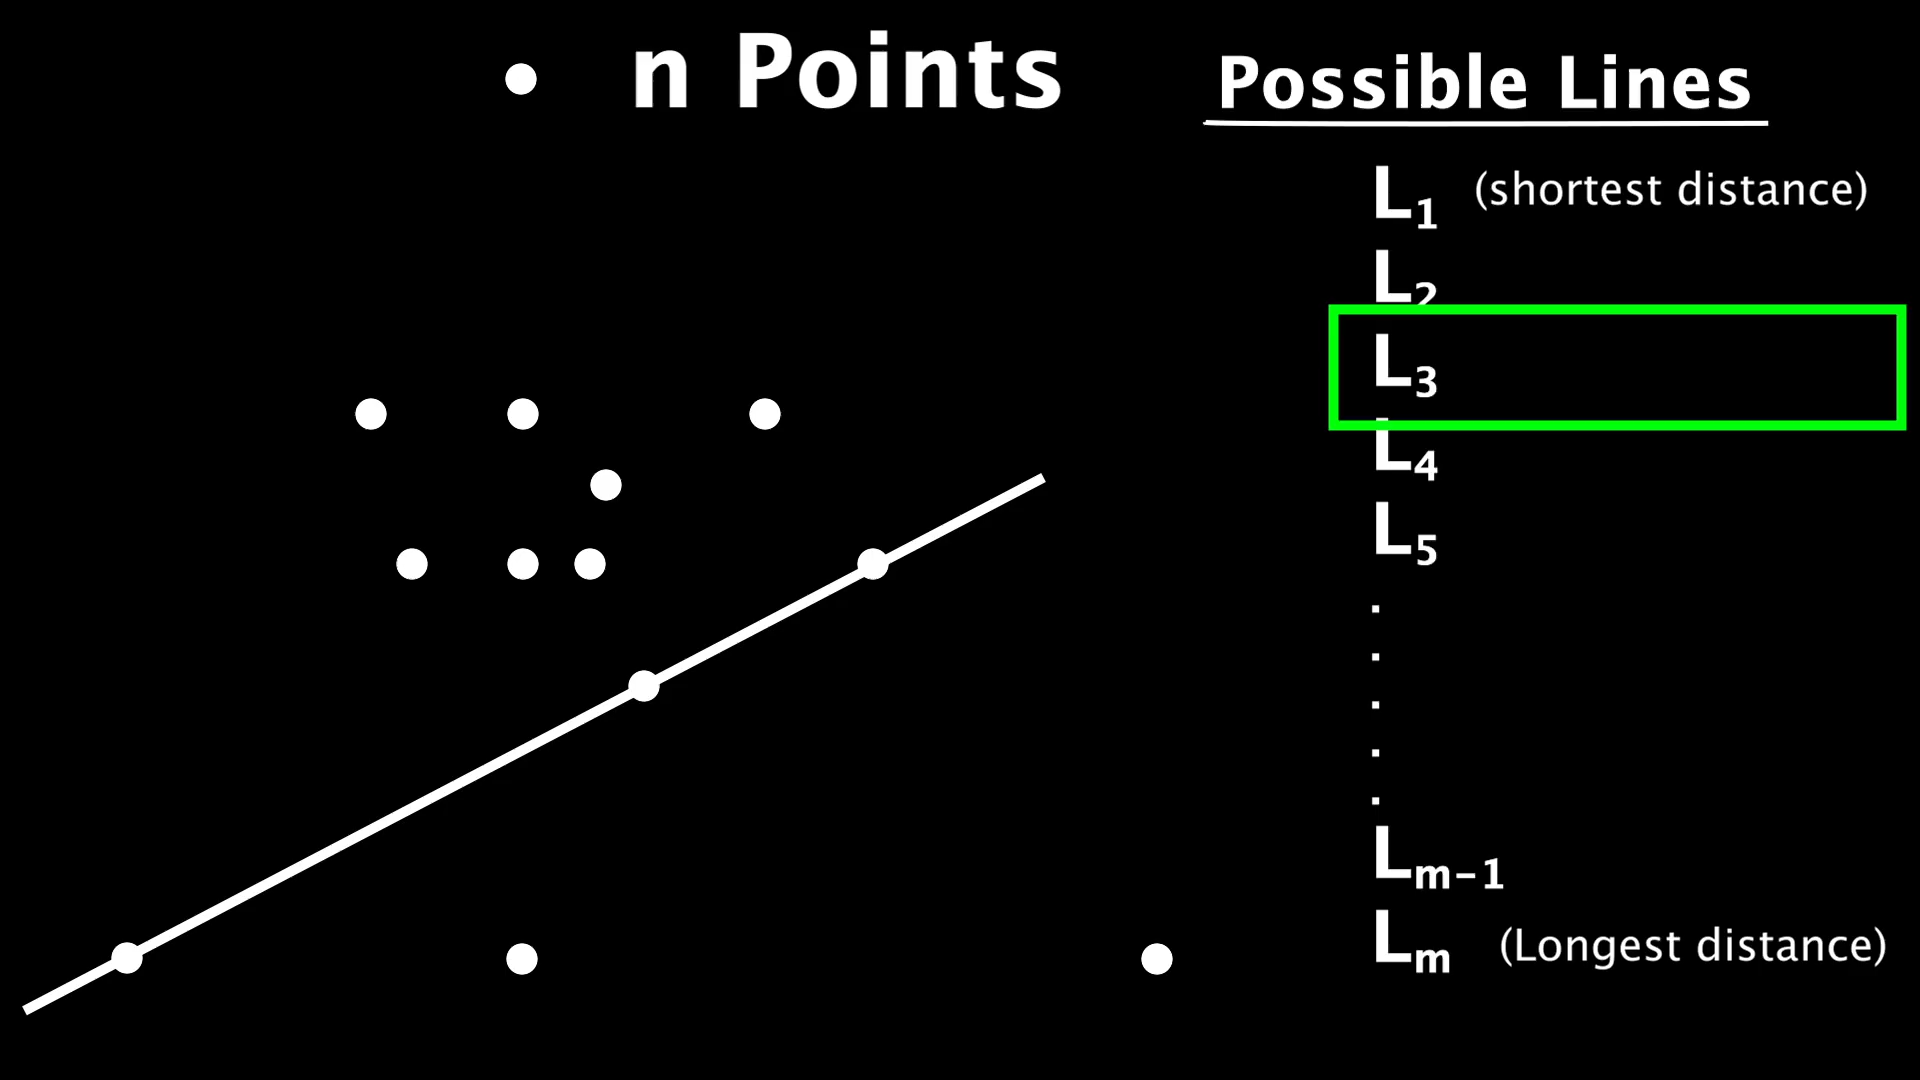 n Points
Possible Lines
L₁ (shortest distance)
L₂
L₃
L₄
L₅
.
.
.
.
.
Lₘ₋₁
Lₘ (Longest distance)